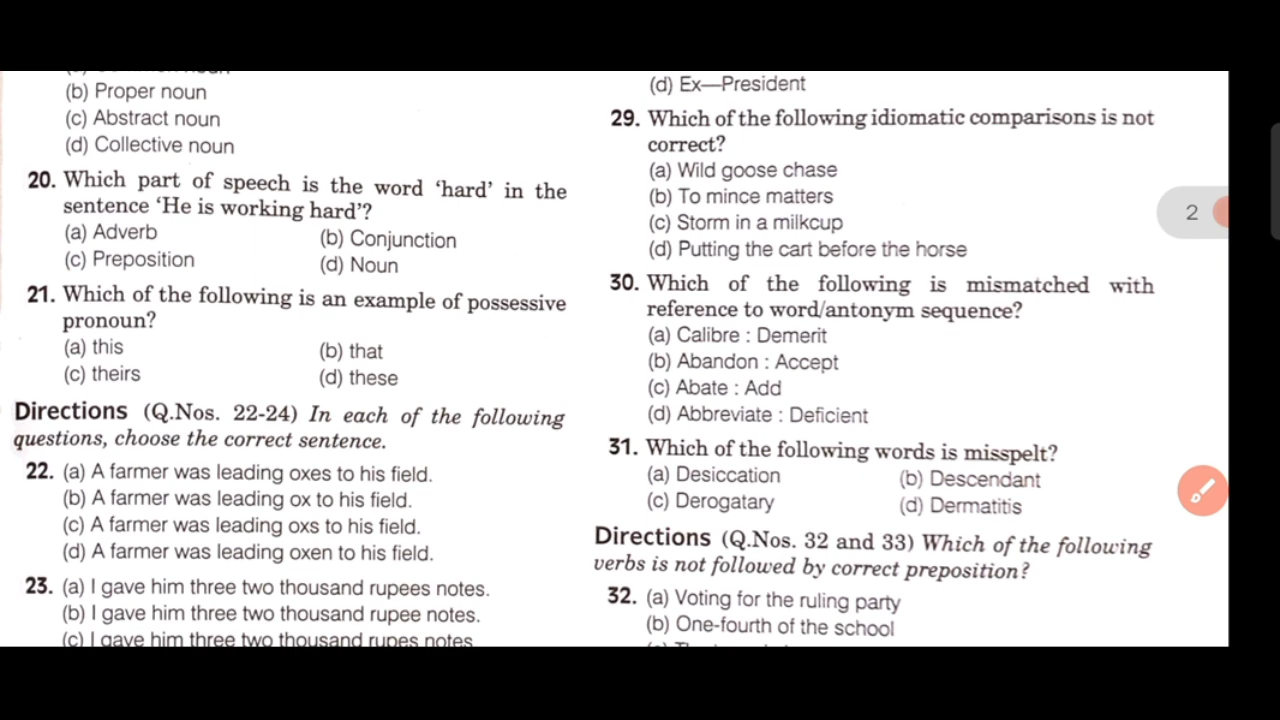 (b) Proper noun
(c) Abstract noun
(d) Collective noun
20. Which part of speech is the word ‘hard’ in the
sentence ‘He is working hard’?
(a) Adverb
(b) Conjunction
(c) Preposition
(d) Noun
21. Which of the following is an example of possessive
pronoun?
(a) this
(b) that
(c) theirs
(d) these
Directions (Q.Nos. 22-24) In each of the following
questions, choose the correct sentence.
22. (a) A farmer was leading oxes to his field.
(b) A farmer was leading ox to his field.
(c) A farmer was leading oxs to his field.
(d) A farmer was leading oxen to his field.
23. (a) I gave him three two thousand rupees notes.
(b) I gave him three two thousand rupee notes.
(c) I gave him three two thousand rupes notes
(d) Ex—President
29. Which of the following idiomatic comparisons is not
correct?
(a) Wild goose chase
(b) To mince matters
(c) Storm in a milkcup
(d) Putting the cart before the horse
30. Which of the following is mismatched with
reference to word/antonym sequence?
(a) Calibre : Demerit
(b) Abandon : Accept
(c) Abate : Add
(d) Abbreviate : Deficient
31. Which of the following words is misspelt?
(a) Desiccation
(b) Descendant
(c) Derogatary
(d) Dermatitis
Directions (Q.Nos. 32 and 33) Which of the following
verbs is not followed by correct preposition?
32. (a) Voting for the ruling party
(b) One-fourth of the school
2